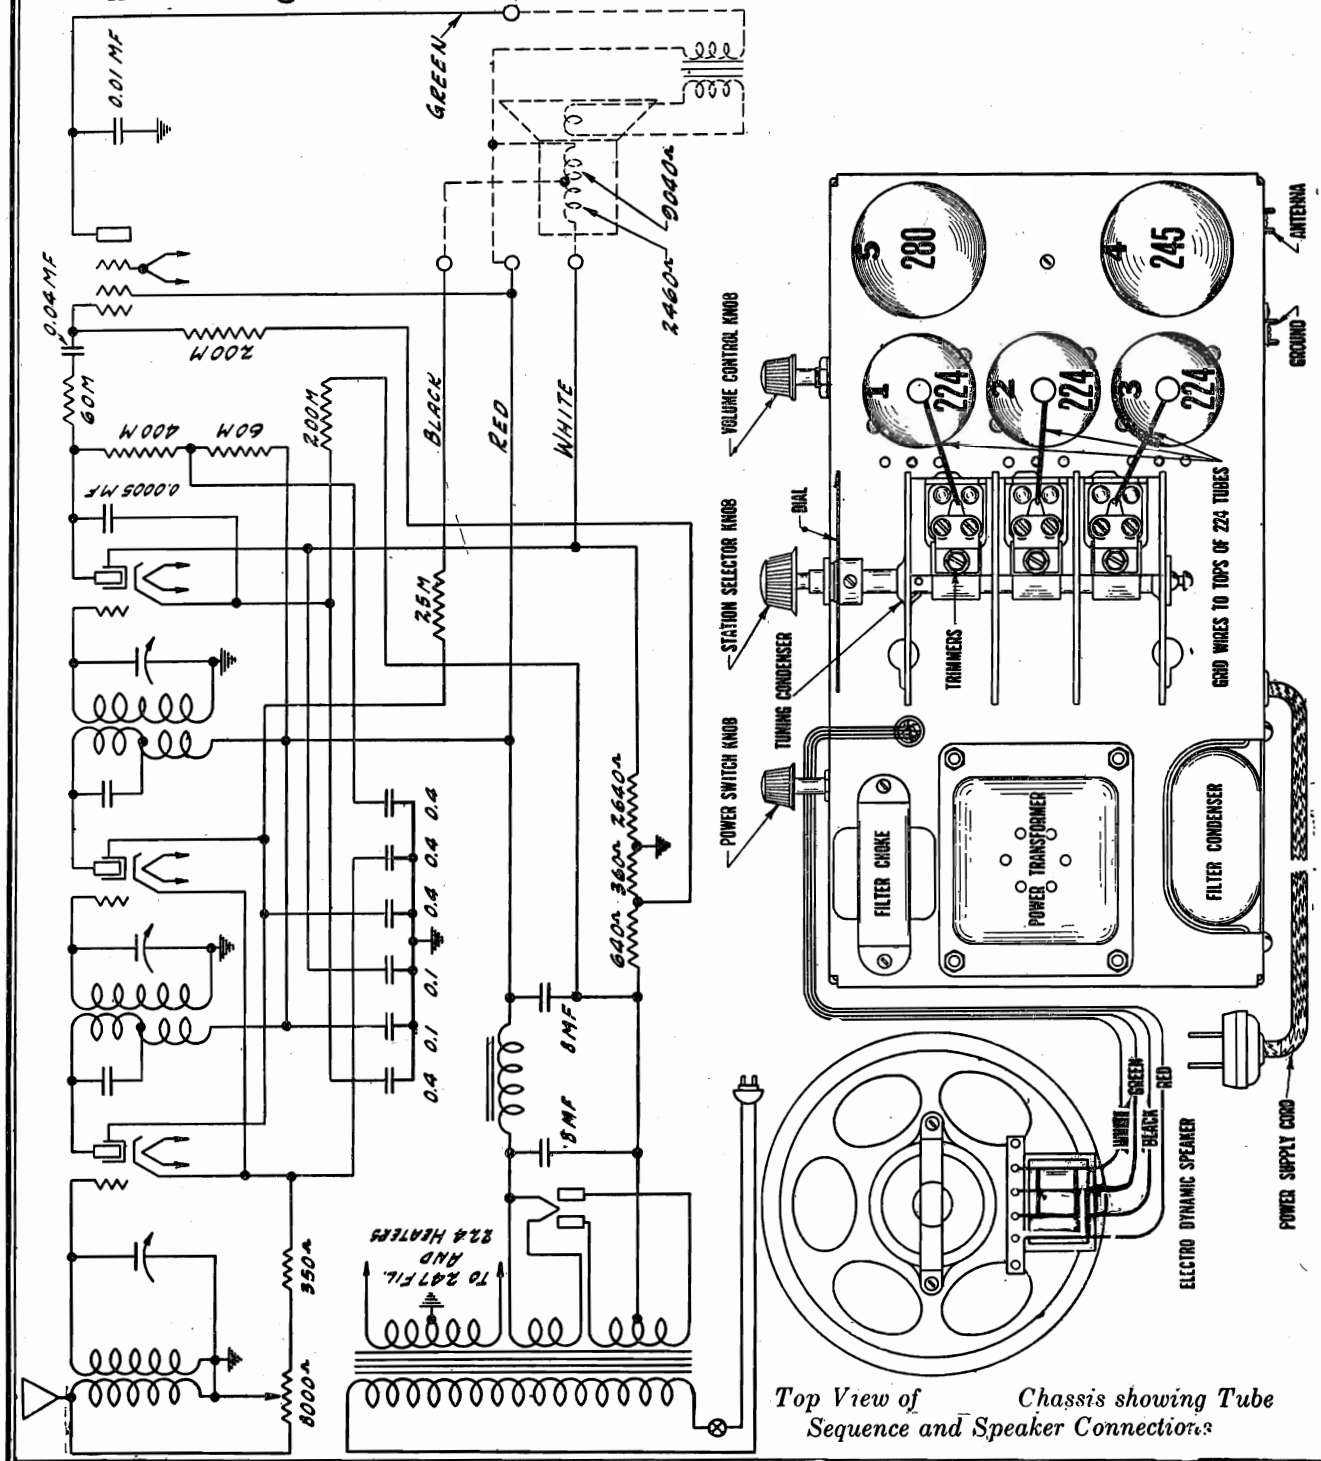 GREEN
0.01 MF
0.04 MF
200M
60M
9040Ω
2460Ω
400M
60M
200M
BLACK
RED
WHITE
0.0005 MF
25M
0.4
0.4
0.4
0.1
0.1
0.4
640Ω 360Ω 2640Ω
8MF
8MF
TO 247 FIL.
AND
224 HEATERS
350Ω
8000Ω
VOLUME CONTROL KNOB
STATION SELECTOR KNOB
DIAL
TUNING CONDENSER
POWER SWITCH KNOB
5
280
4
245
1
224
2
224
3
224
ANTENNA
GROUND
GRID WIRES TO TOPS OF 224 TUBES
TRIMMERS
FILTER CHOKE
POWER TRANSFORMER
FILTER CONDENSER
WHITE
GREEN
BLACK
RED
ELECTRO DYNAMIC SPEAKER
POWER SUPPLY CORD
Top View of Chassis showing Tube
Sequence and Speaker Connections